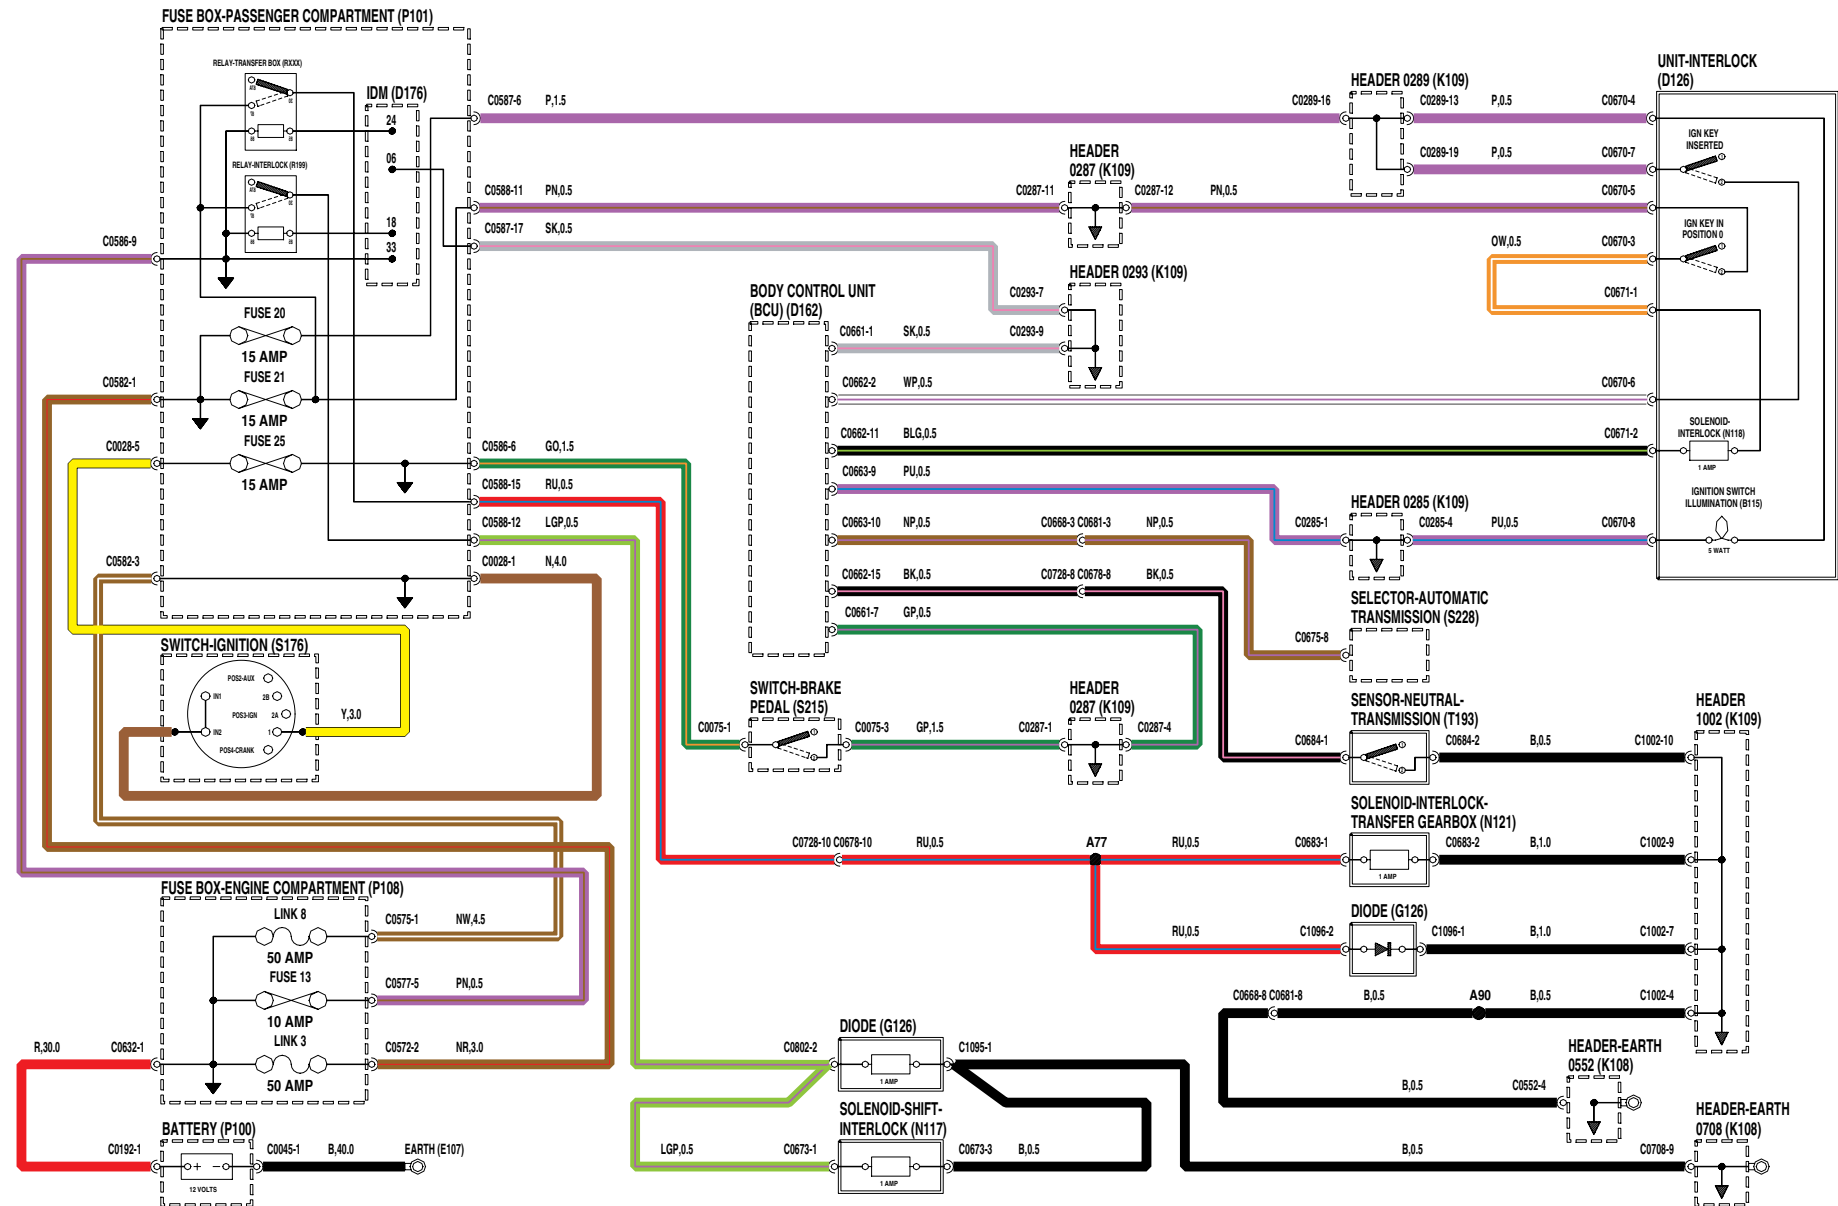 FUSE BOX-PASSENGER COMPARTMENT (P101)
RELAY-TRANSFER BOX (RXXX)
IDM (D176)
24
06
RELAY-INTERLOCK (R199)
18
33
C0586-9
FUSE 20
15 AMP
C0582-1
FUSE 21
15 AMP
C0028-5
FUSE 25
15 AMP
C0582-3
C0587-6 P,1.5
C0588-11 PN,0.5
C0587-17 SK,0.5
C0586-6 GO,1.5
C0588-15 RU,0.5
C0588-12 LGP,0.5
C0028-1 N,4.0
SWITCH-IGNITION (S176)
POS2-AUX
IN1
2B
POS3-IGN
2A
IN2
1
POS4-CRANK
Y,3.0
FUSE BOX-ENGINE COMPARTMENT (P108)
LINK 8
50 AMP
C0575-1 NW,4.5
FUSE 13
10 AMP
C0577-5 PN,0.5
LINK 3
50 AMP
C0572-2 NR,3.0
R,30.0 C0632-1
BATTERY (P100)
C0192-1
+ −
12 VOLTS
C0045-1 B,40.0 EARTH (E107)
HEADER
0287 (K109)
C0287-11 C0287-12 PN,0.5
HEADER 0293 (K109)
C0293-7
C0293-9
BODY CONTROL UNIT
(BCU) (D162)
C0661-1 SK,0.5
C0662-2 WP,0.5
C0662-11 BLG,0.5
C0663-9 PU,0.5
C0663-10 NP,0.5 C0668-3 C0681-3 NP,0.5
C0662-15 BK,0.5 C0728-8 C0678-8 BK,0.5
C0661-7 GP,0.5
SWITCH-BRAKE
PEDAL (S215)
C0075-1 C0075-3 GP,1.5
HEADER
0287 (K109)
C0287-1 C0287-4
C0728-10 C0678-10 RU,0.5 A77 RU,0.5 C0683-1
RU,0.5 C1096-2
HEADER 0289 (K109)
C0289-16 C0289-13 P,0.5 C0670-4
C0289-19 P,0.5 C0670-7
C0670-5
OW,0.5 C0670-3
C0671-1
C0670-6
C0671-2
UNIT-INTERLOCK
(D126)
IGN KEY
INSERTED
IGN KEY IN
POSITION 0
SOLENOID-
INTERLOCK (N118)
1 AMP
IGNITION SWITCH
ILLUMINATION (B115)
5 WATT
HEADER 0285 (K109)
C0285-1 C0285-4 PU,0.5 C0670-8
SELECTOR-AUTOMATIC
TRANSMISSION (S228)
C0675-8
SENSOR-NEUTRAL-
TRANSMISSION (T193)
C0684-1 C0684-2 B,0.5 C1002-10
HEADER
1002 (K109)
SOLENOID-INTERLOCK-
TRANSFER GEARBOX (N121)
C0683-2 B,1.0 C1002-9
1 AMP
DIODE (G126)
C1096-1 B,1.0 C1002-7
C0668-8 C0681-8 B,0.5 A90 B,0.5 C1002-4
HEADER-EARTH
0552 (K108)
B,0.5 C0552-4
HEADER-EARTH
0708 (K108)
B,0.5 C0708-9
DIODE (G126)
C0802-2 C1095-1
1 AMP
SOLENOID-SHIFT-
INTERLOCK (N117)
LGP,0.5 C0673-1 C0673-3 B,0.5
1 AMP